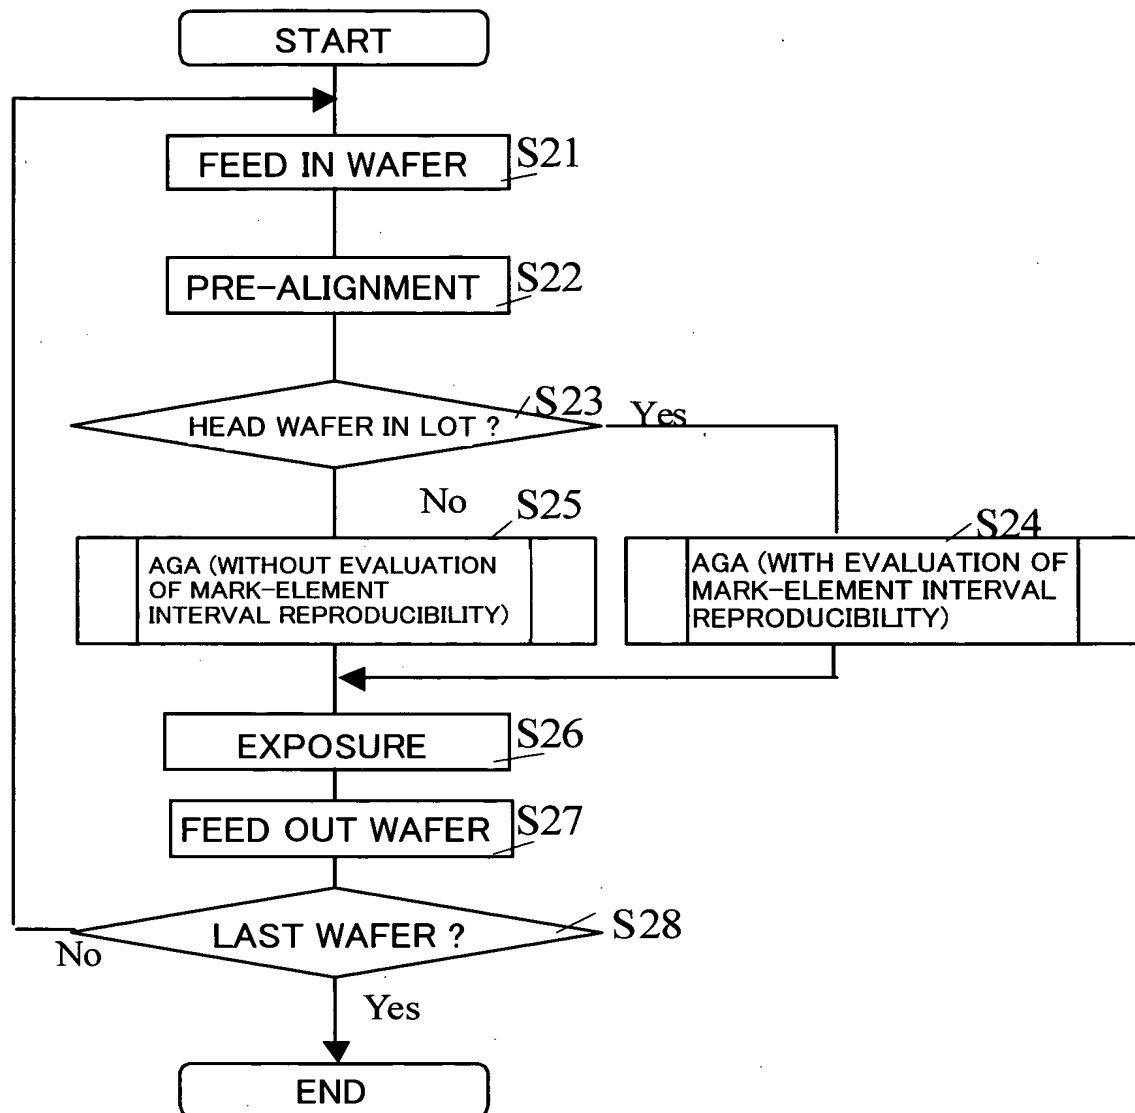 START
FEED IN WAFER
S21
PRE-ALIGNMENT
S22
HEAD WAFER IN LOT ?
S23
Yes
No
S25
AGA (WITHOUT EVALUATION
OF MARK-ELEMENT
INTERVAL REPRODUCIBILITY)
S24
AGA (WITH EVALUATION OF
MARK-ELEMENT INTERVAL
REPRODUCIBILITY)
EXPOSURE
S26
FEED OUT WAFER
S27
LAST WAFER ?
S28
No
Yes
END